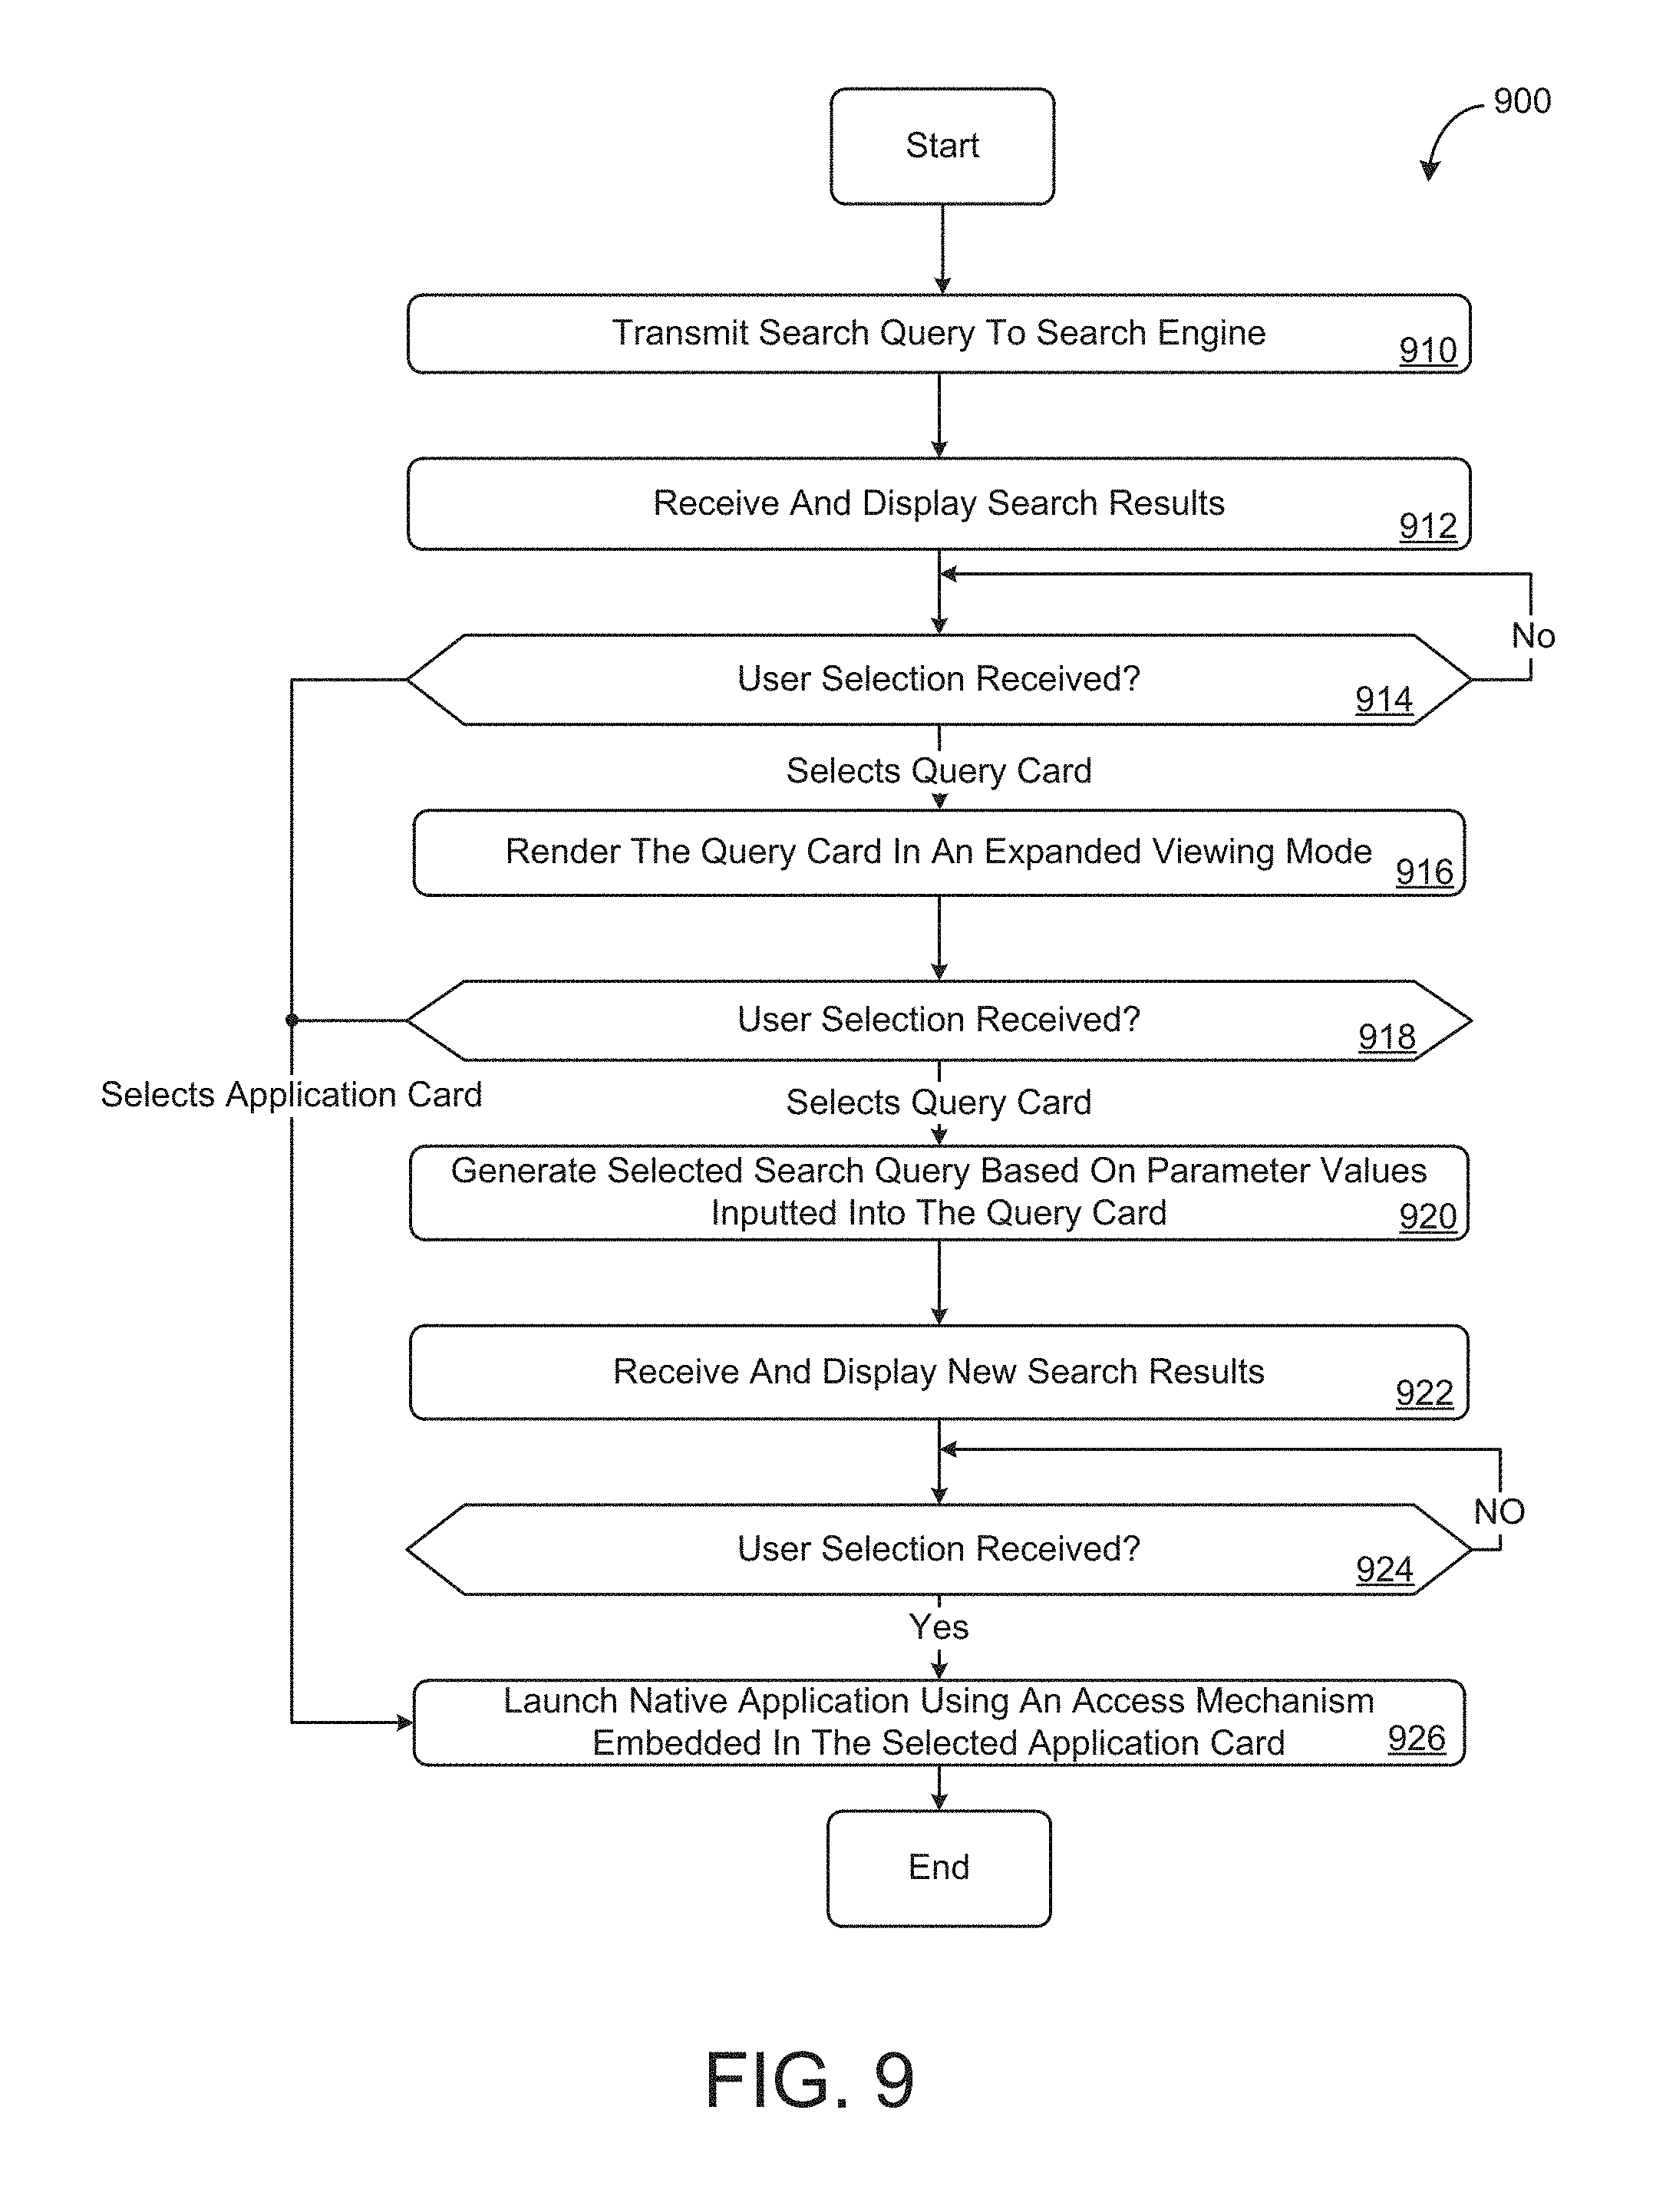 900
Start
Transmit Search Query To Search Engine
910
Receive And Display Search Results
912
No
User Selection Received?
914
Selects Query Card
Render The Query Card In An Expanded Viewing Mode
916
User Selection Received?
918
Selects Application Card
Selects Query Card
Generate Selected Search Query Based On Parameter Values
Inputted Into The Query Card
920
Receive And Display New Search Results
922
NO
User Selection Received?
924
Yes
Launch Native Application Using An Access Mechanism
Embedded In The Selected Application Card
926
End
FIG. 9